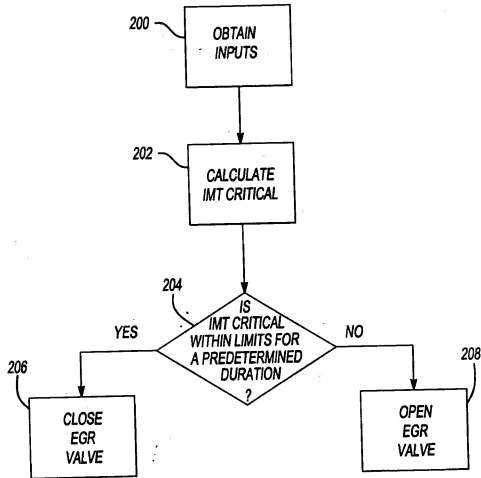 200
OBTAIN
INPUTS
202
CALCULATE
IMT CRITICAL
204
IS
IMT CRITICAL
WITHIN LIMITS FOR
A PREDETERMINED
DURATION
?
YES
NO
206
CLOSE
EGR
VALVE
208
OPEN
EGR
VALVE